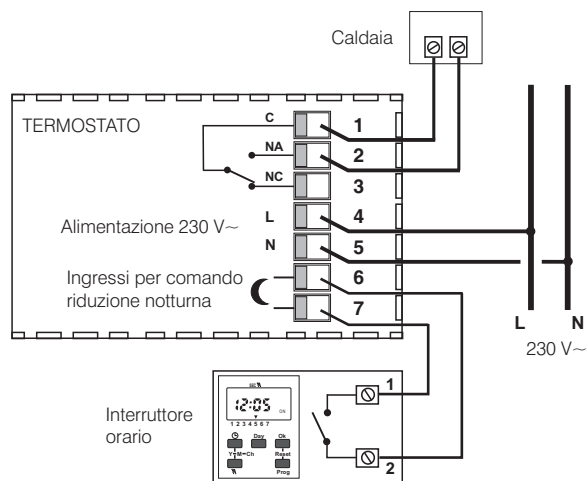 Caldaia
TERMOSTATO
C
1
NA
2
NC
3
Alimentazione 230 V~
L
4
N
5
Ingressi per comando
riduzione notturna
6
7
L
N
230 V~
Interruttore
orario
12:05
ON
1 2 3 4 5 6 7
Day
Ok
Y-M-Ch
Reset
Prog
1
2